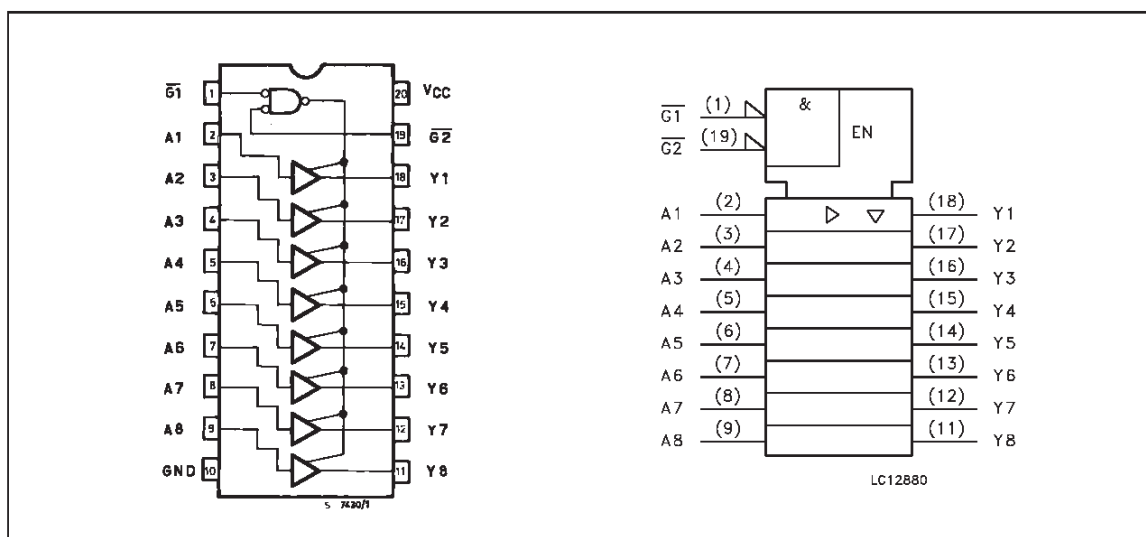 G1 1 20 VCC
A1 2 19 G2
A2 3 18 Y1
A3 4 17 Y2
A4 5 16 Y3
A5 6 15 Y4
A6 7 14 Y5
A7 8 13 Y6
A8 9 12 Y7
GND 10 11 Y8
S 7430/1
G1 (1) & EN
G2 (19)
A1 (2) (18) Y1
A2 (3) (17) Y2
A3 (4) (16) Y3
A4 (5) (15) Y4
A5 (6) (14) Y5
A6 (7) (13) Y6
A7 (8) (12) Y7
A8 (9) (11) Y8
LC12880